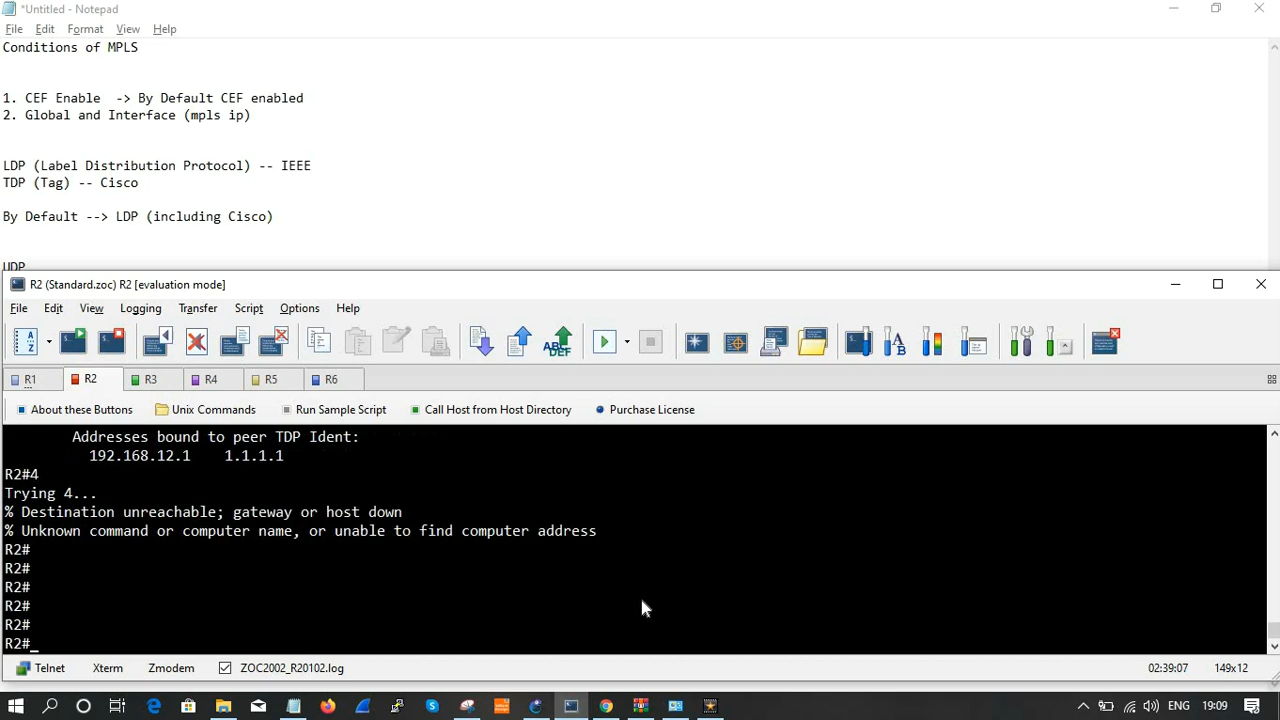 *Untitled - Notepad
File Edit Format View Help
Conditions of MPLS
1. CEF Enable -> By Default CEF enabled
2. Global and Interface (mpls ip)
LDP (Label Distribution Protocol) -- IEEE
TDP (Tag) -- Cisco
By Default --> LDP (including Cisco)
UDP
R2 (Standard.zoc) R2 [evaluation mode]
File Edit View Logging Transfer Script Options Help
R1 R2 R3 R4 R5 R6
About these Buttons Unix Commands Run Sample Script Call Host from Host Directory Purchase License
Addresses bound to peer TDP Ident:
192.168.12.1 1.1.1.1
R2#4
Trying 4...
% Destination unreachable; gateway or host down
% Unknown command or computer name, or unable to find computer address
R2#
R2#
R2#
R2#
R2#
R2#_
Telnet Xterm Zmodem ZOC2002_R20102.log 02:39:07 149x12
ENG 19:09